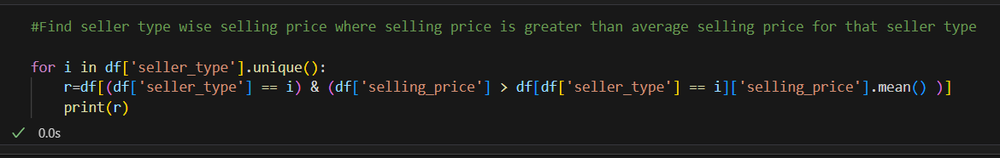 #Find seller type wise selling price where selling price is greater than average selling price for that seller type
for i in df['seller_type'].unique():
    r=df[(df['seller_type'] == i) & (df['selling_price'] > df[df['seller_type'] == i]['selling_price'].mean() )]
    print(r)
0.0s